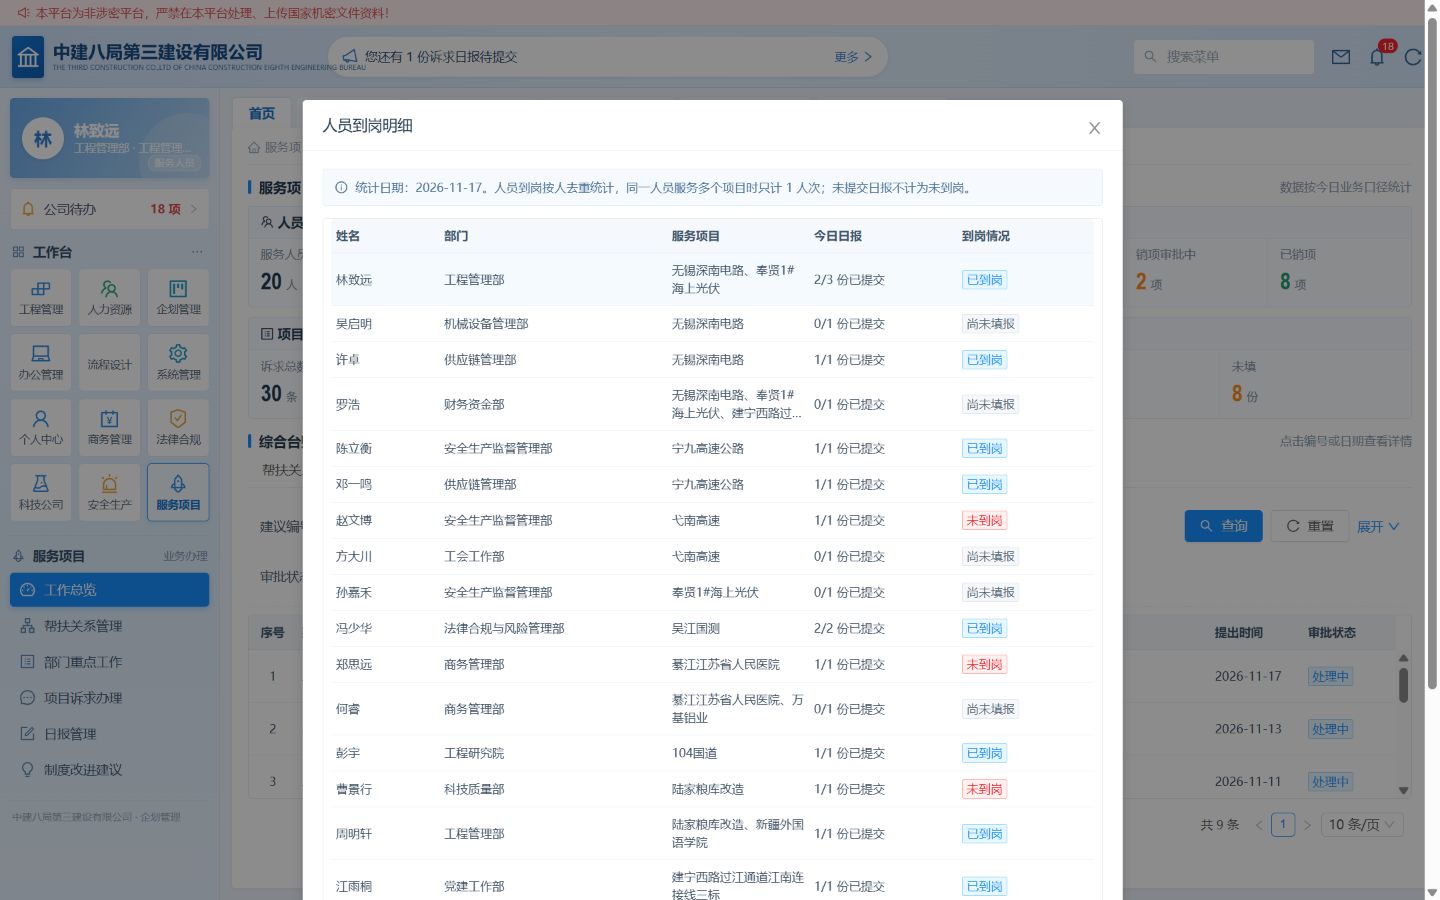 本平台为非涉密平台，严禁在本平台处理、上传国家机密文件资料！
中建八局第三建设有限公司
THE THIRD CONSTRUCTION CO.,LTD OF CHINA CONSTRUCTION EIGHTH ENGINEERING BUREAU
您还有 1 份诉求日报待提交
更多
搜索菜单
18
林
林致远
工程管理部 · 工程管理...
服务人员
公司待办
18 项
工作台
工程管理
人力资源
企划管理
办公管理
流程设计
系统管理
个人中心
商务管理
法律合规
科技公司
安全生产
服务项目
服务项目
业务办理
工作总览
帮扶关系管理
部门重点工作
项目诉求办理
日报管理
制度改进建议
中建八局第三建设有限公司 · 企划管理
首页
服务项
服务项
数据按今日业务口径统计
人员
服务人员
20 人
销项审批中
2 项
已销项
8 项
项目
诉求总数
30 条
未填
8 份
综合台
点击编号或日期查看详情
帮扶关
建议编号
查询
重置
展开
审批状态
序号
提出时间
审批状态
1
2026-11-17
处理中
2
2026-11-13
处理中
3
2026-11-11
处理中
共 9 条
1
10 条/页
人员到岗明细
统计日期：2026-11-17。人员到岗按人去重统计，同一人员服务多个项目时只计 1 人次；未提交日报不计为未到岗。
姓名 部门 服务项目 今日日报 到岗情况
林致远 工程管理部 无锡深南电路、奉贤1#海上光伏 2/3 份已提交 已到岗
吴启明 机械设备管理部 无锡深南电路 0/1 份已提交 尚未填报
许卓 供应链管理部 无锡深南电路 1/1 份已提交 已到岗
罗浩 财务资金部 无锡深南电路、奉贤1#海上光伏、建宁西路过... 0/1 份已提交 尚未填报
陈立衡 安全生产监督管理部 宁九高速公路 1/1 份已提交 已到岗
邓一鸣 供应链管理部 宁九高速公路 1/1 份已提交 已到岗
赵文博 安全生产监督管理部 弋南高速 1/1 份已提交 未到岗
方大川 工会工作部 弋南高速 0/1 份已提交 尚未填报
孙嘉禾 安全生产监督管理部 奉贤1#海上光伏 0/1 份已提交 尚未填报
冯少华 法律合规与风险管理部 吴江国测 2/2 份已提交 已到岗
郑思远 商务管理部 綦江江苏省人民医院 1/1 份已提交 未到岗
何睿 商务管理部 綦江江苏省人民医院、万基铝业 0/1 份已提交 尚未填报
彭宇 工程研究院 104国道 1/1 份已提交 已到岗
曹景行 科技质量部 陆家粮库改造 1/1 份已提交 未到岗
周明轩 工程管理部 陆家粮库改造、新疆外国语学院 1/1 份已提交 已到岗
江雨桐 党建工作部 建宁西路过江通道江南连接线三标 1/1 份已提交 已到岗